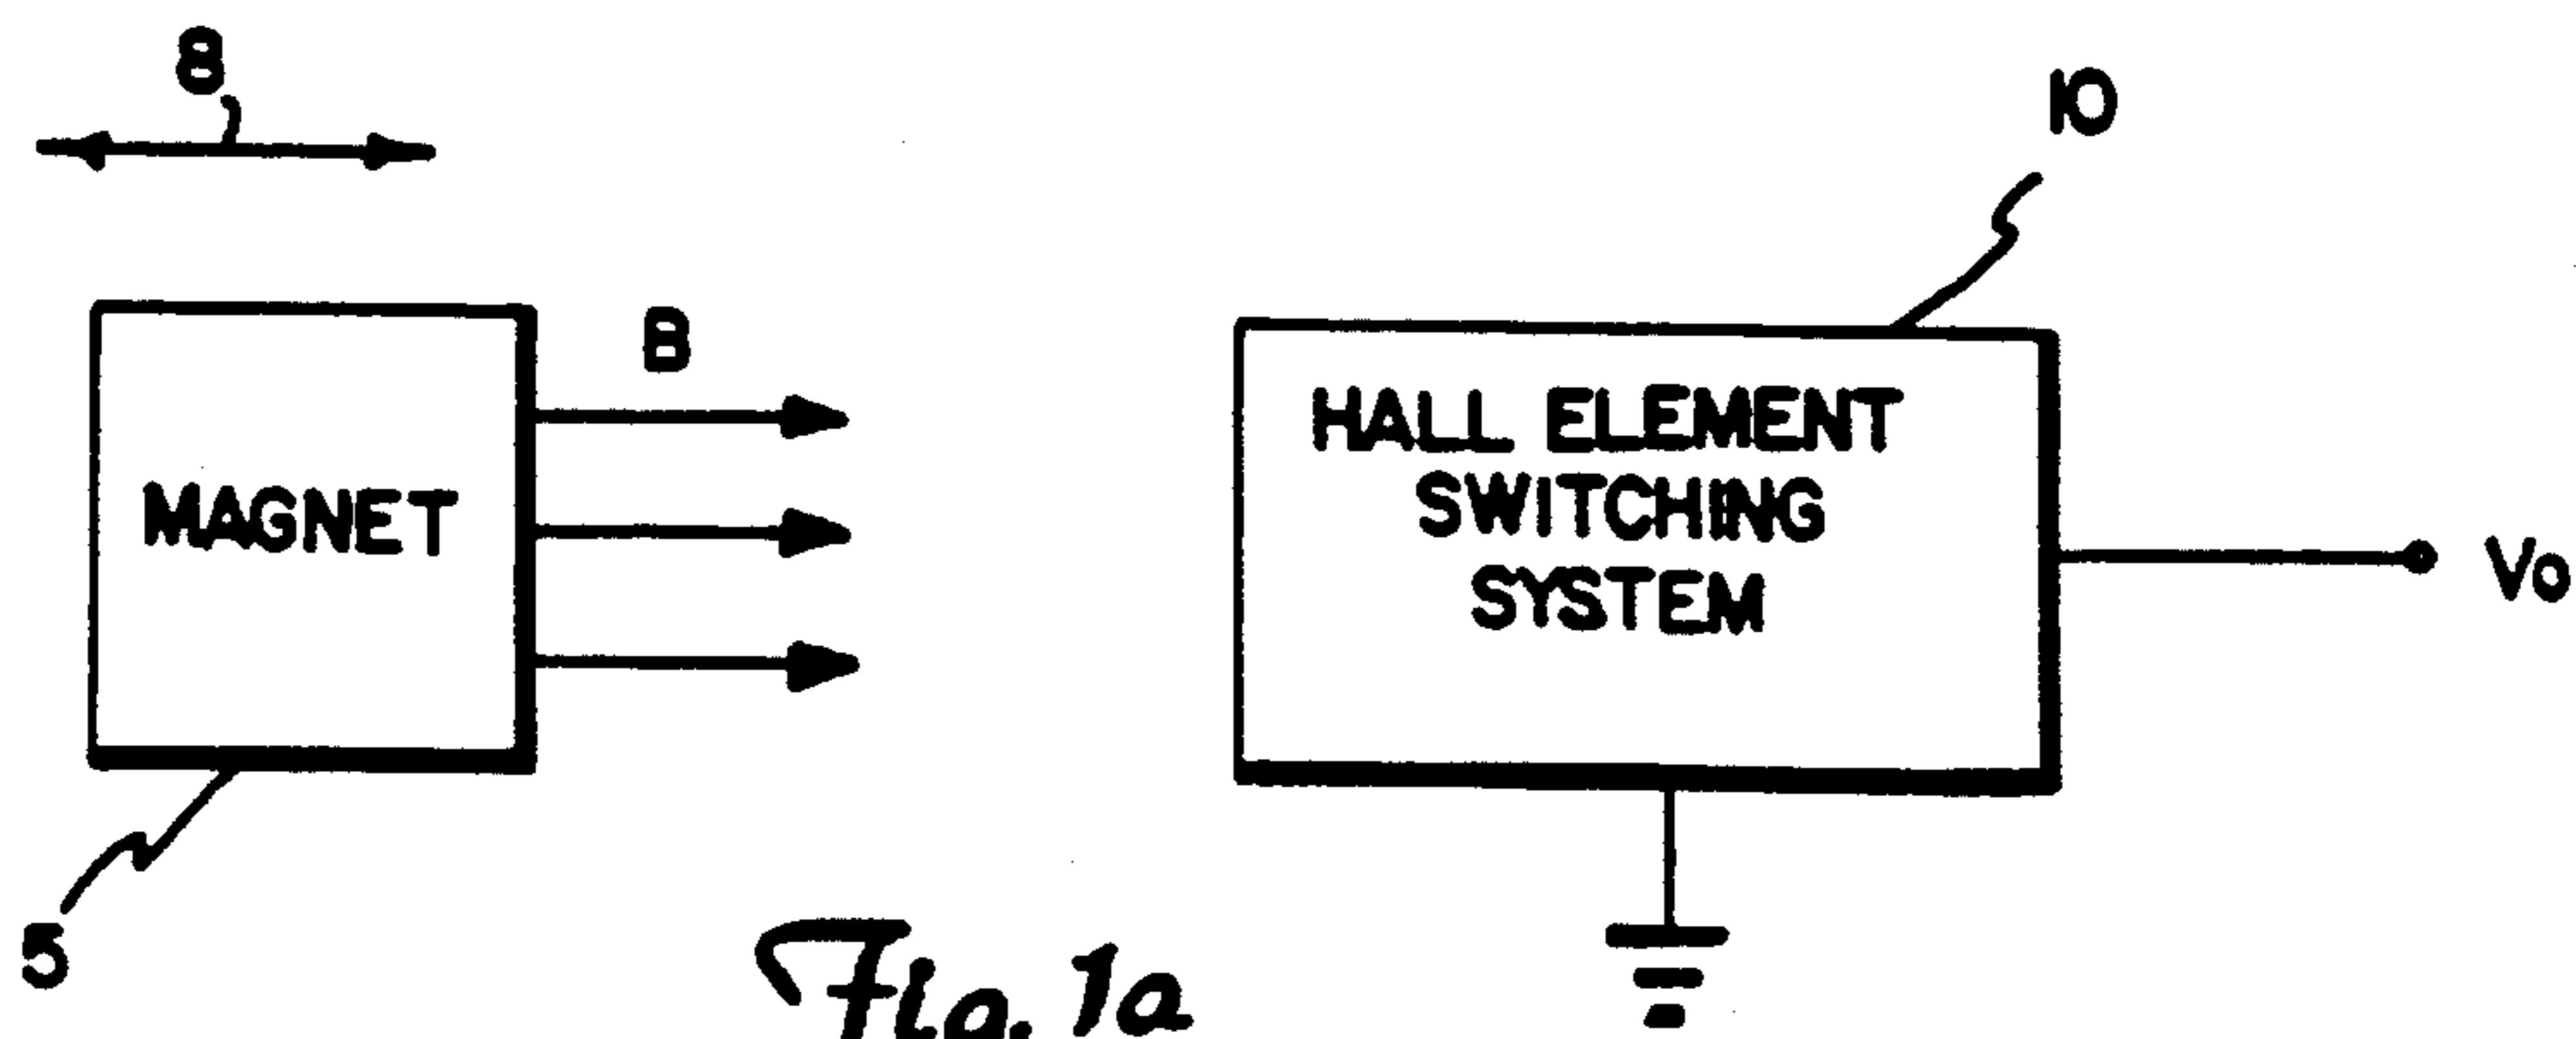 8
10
B
MAGNET
HALL ELEMENT
SWITCHING
SYSTEM
Vo
5
Fig. 1a